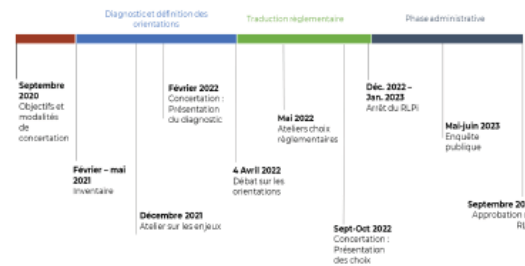 Diagnostic et définition des
orientations
Traduction réglementaire
Phase administrative
Septembre
2020
Objectifs et
modalités
de
concertation
Février – mai
2021
Inventaire
Décembre 2021
Atelier sur les enjeux
Février 2022
Concertation :
Présentation
du diagnostic
4 Avril 2022
Débat sur les
orientations
Mai 2022
Ateliers choix
règlementaires
Sept-Oct 2022
Concertation :
Présentation
des choix
Déc. 2022 –
Jan. 2023
Arrêt du RLPi
Mai-juin 2023
Enquête
publique
Septembre 20
Approbation
RL